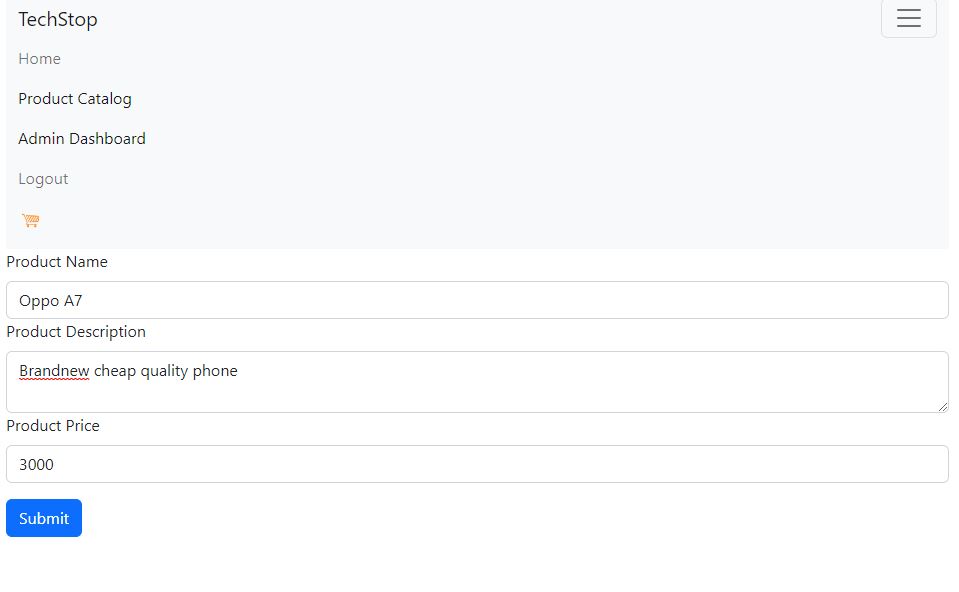 TechStop
Home
Product Catalog
Admin Dashboard
Logout
Product Name
Oppo A7
Product Description
Brandnew cheap quality phone
Product Price
3000
Submit